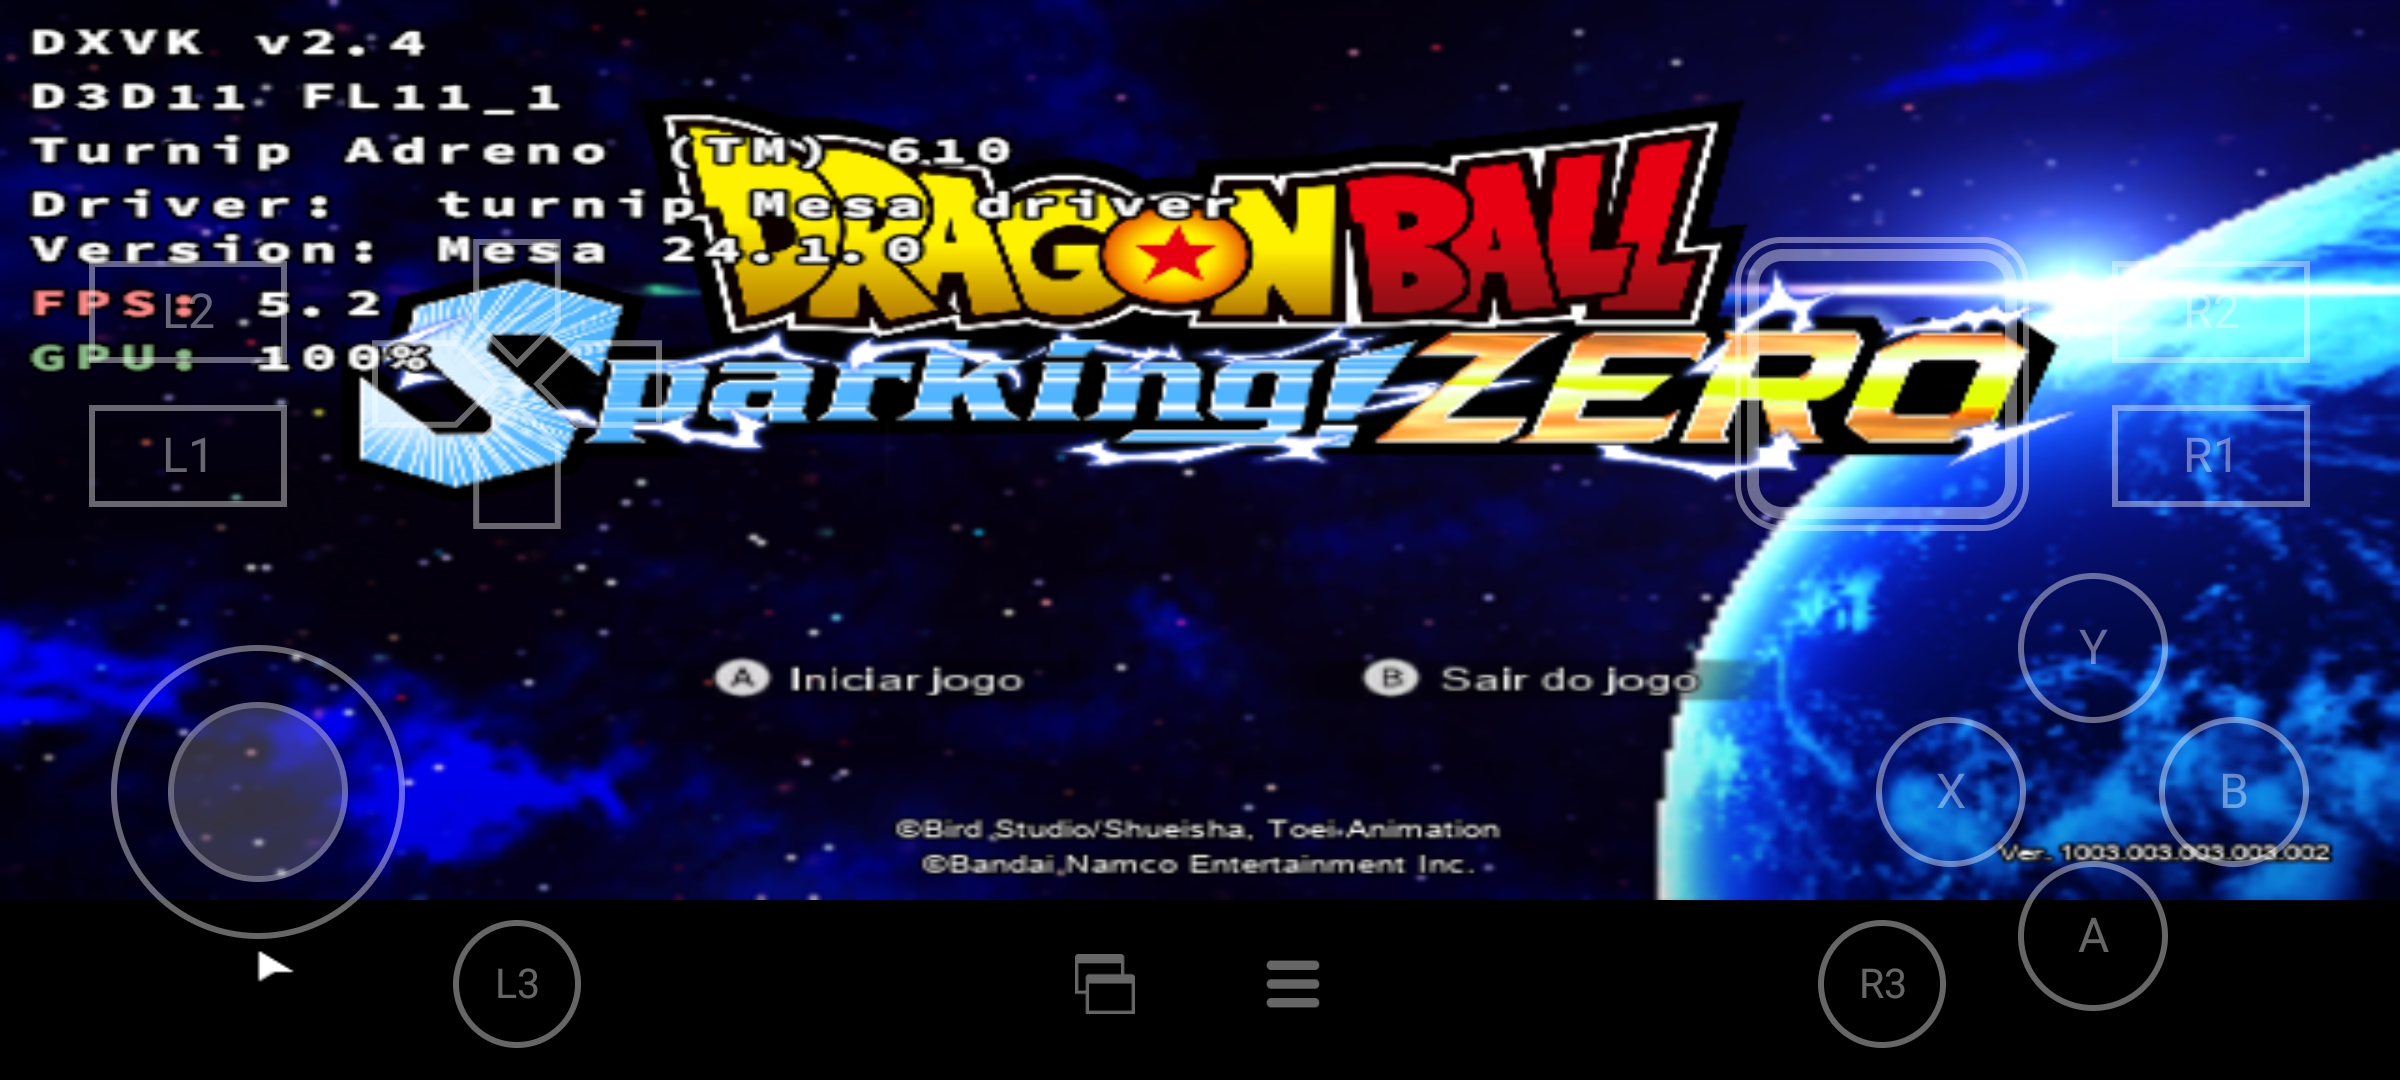 DXVK v2.4
D3D11 FL11_1
Turnip Adreno (TM) 610
Driver: turnip Mesa driver
Version: Mesa 24.1.0
FPS: 5.2
GPU: 100%
DRAGON BALL
Sparking! ZERO
L2
R2
L1
R1
A Iniciar jogo
B Sair do jogo
Y
X
B
©Bird Studio/Shueisha, Toei Animation
©Bandai Namco Entertainment Inc.
Ver. 1003.003.003.003.002
A
L3
R3